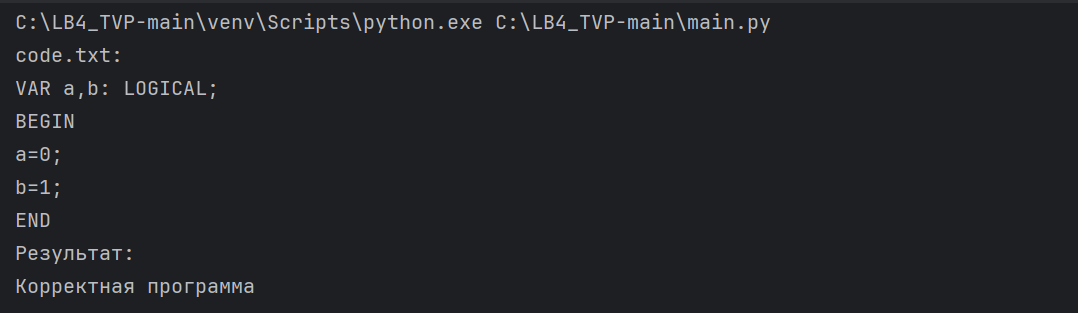 C:\LB4_TVP-main\venv\Scripts\python.exe C:\LB4_TVP-main\main.py
code.txt:
VAR a,b: LOGICAL;
BEGIN
a=0;
b=1;
END
Результат:
Корректная программа